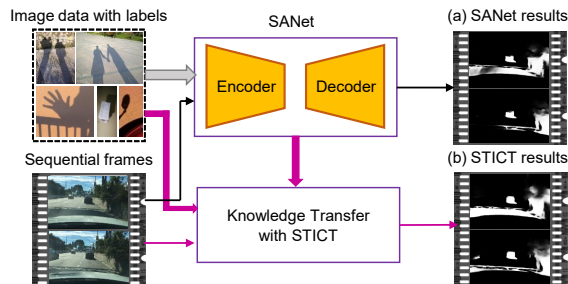 Image data with labels
SANet
(a) SANet results
Encoder
Decoder
Sequential frames
(b) STICT results
Knowledge Transfer
with STICT